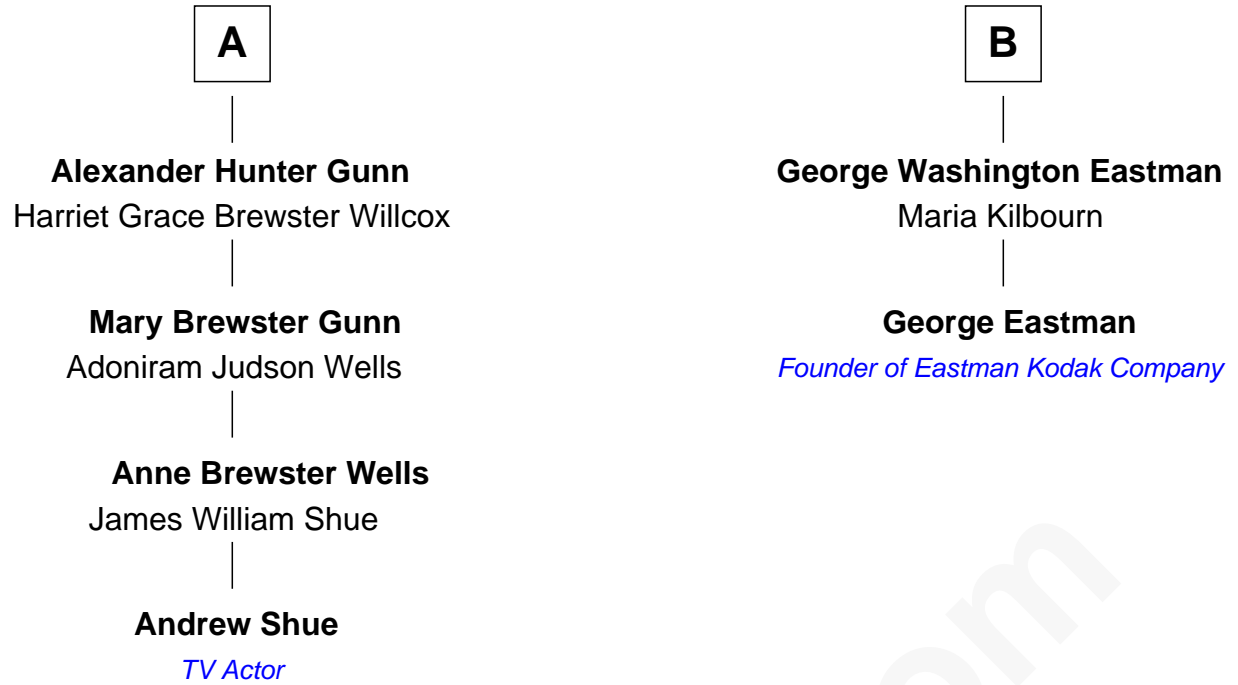 A
Alexander Hunter Gunn
Harriet Grace Brewster Willcox
Mary Brewster Gunn
Adoniram Judson Wells
Anne Brewster Wells
James William Shue
Andrew Shue
TV Actor
B
George Washington Eastman
Maria Kilbourn
George Eastman
Founder of Eastman Kodak Company
om